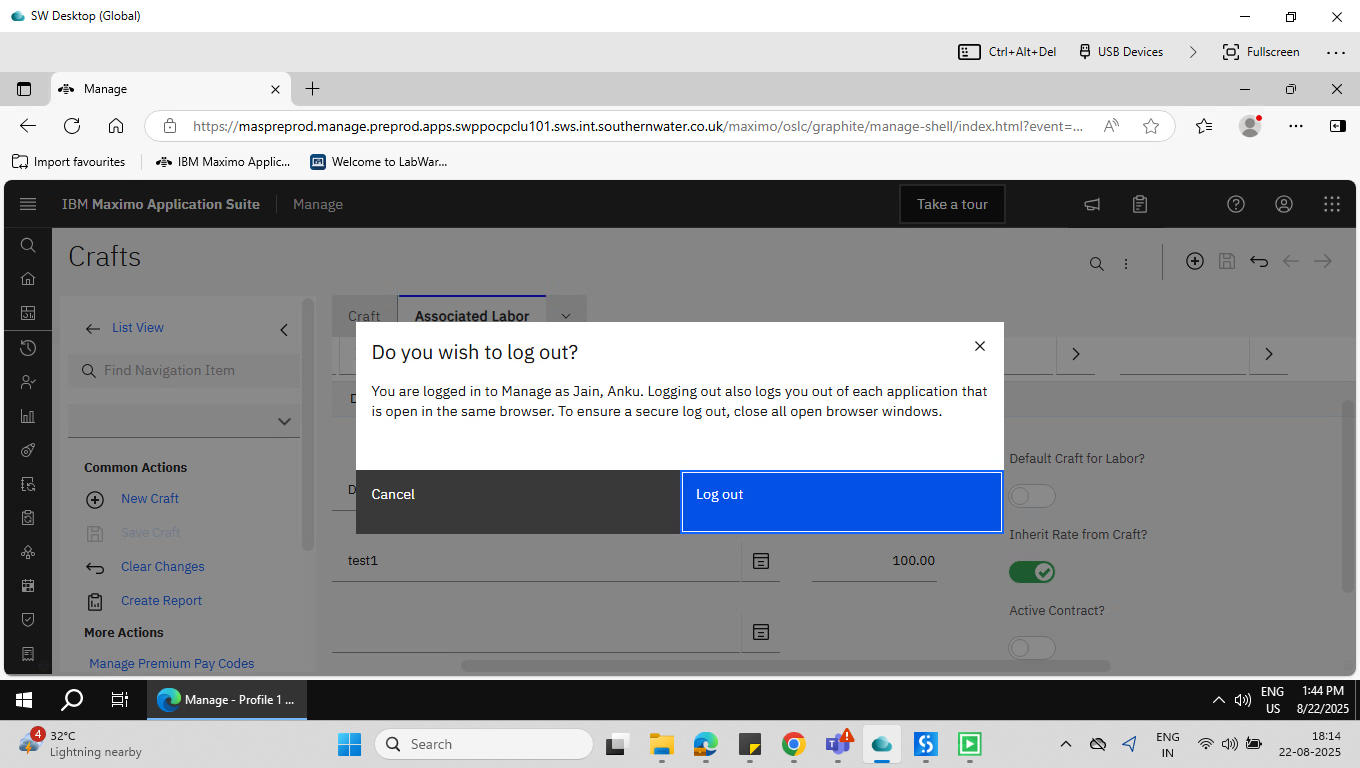 SW Desktop (Global)
Ctrl+Alt+Del
USB Devices
Fullscreen
Manage
https://maspreprod.manage.preprod.apps.swppocpclu101.sws.int.southernwater.co.uk/maximo/oslc/graphite/manage-shell/index.html?event=...
Import favourites
IBM Maximo Applic...
Welcome to LabWar...
IBM Maximo Application Suite
Manage
Take a tour
Crafts
List View
Find Navigation Item
Common Actions
New Craft
Save Craft
Clear Changes
Create Report
More Actions
Manage Premium Pay Codes
Craft
Associated Labor
Do you wish to log out?
You are logged in to Manage as Jain, Anku. Logging out also logs you out of each application that
is open in the same browser. To ensure a secure log out, close all open browser windows.
Cancel
Log out
test1
100.00
Default Craft for Labor?
Inherit Rate from Craft?
Active Contract?
Manage - Profile 1 ...
ENG
US
1:44 PM
8/22/2025
4
32°C
Lightning nearby
Search
ENG
IN
18:14
22-08-2025